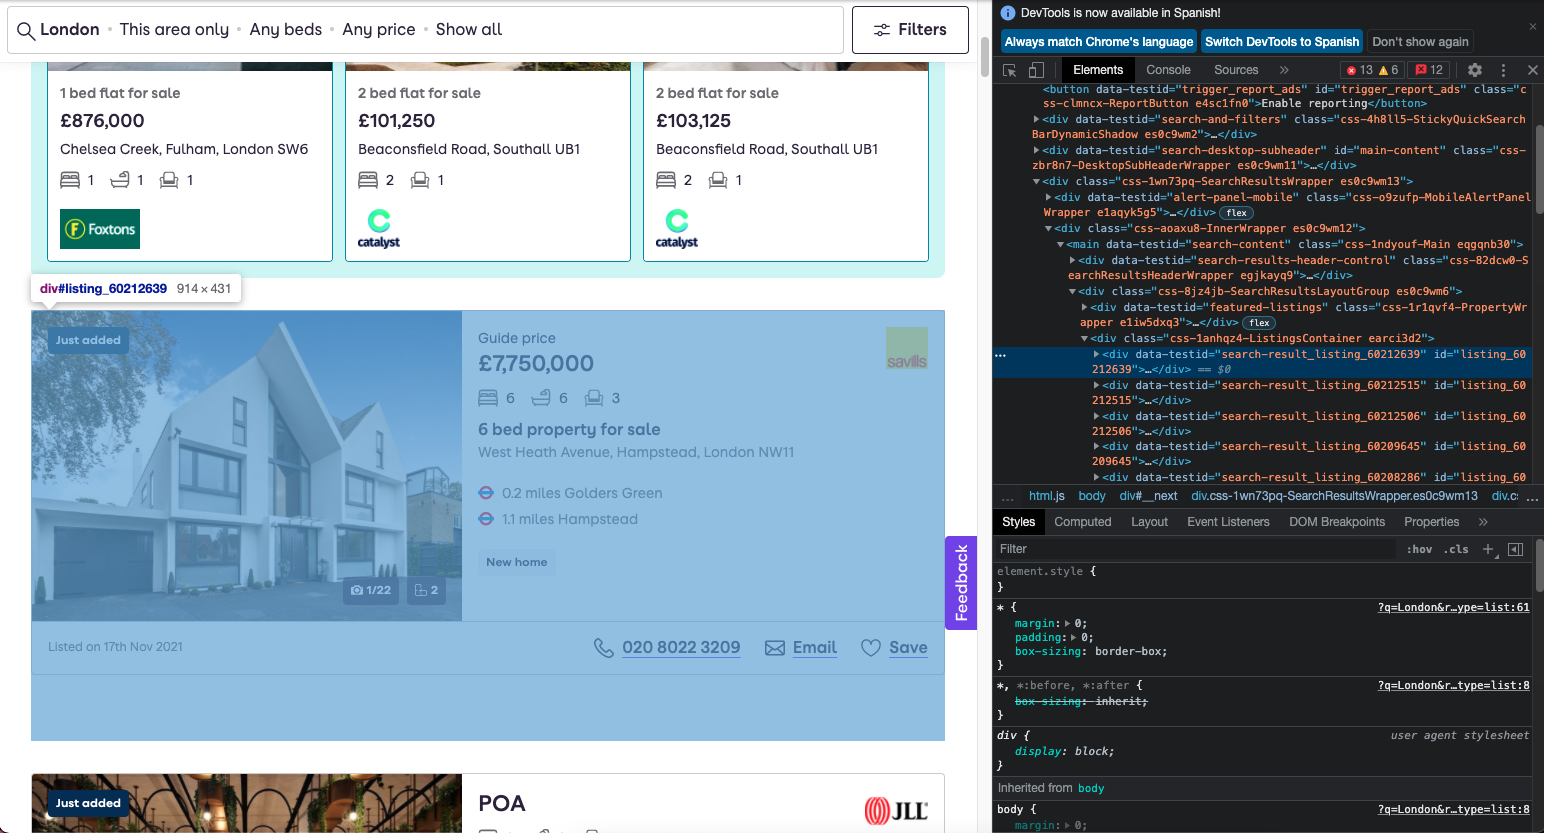 London • This area only • Any beds • Any price • Show all
Filters
1 bed flat for sale
£876,000
Chelsea Creek, Fulham, London SW6
1 1 1
Foxtons
2 bed flat for sale
£101,250
Beaconsfield Road, Southall UB1
2 1
catalyst
2 bed flat for sale
£103,125
Beaconsfield Road, Southall UB1
2 1
catalyst
div#listing_60212639 914 × 431
Just added
1/22 2
Guide price
£7,750,000
savills
6 6 3
6 bed property for sale
West Heath Avenue, Hampstead, London NW11
0.2 miles Golders Green
1.1 miles Hampstead
New home
Feedback
Listed on 17th Nov 2021
020 8022 3209 Email Save
Just added
POA
JLL
DevTools is now available in Spanish!
Always match Chrome's language Switch DevTools to Spanish Don't show again
Elements Console Sources » 13 6 12
<button data-testid="trigger_report_ads" id="trigger_report_ads" class="c
ss-clmncx-ReportButton e4sc1fn0">Enable reporting</button>
<div data-testid="search-and-filters" class="css-4h8ll5-StickyQuickSearch
BarDynamicShadow es0c9wm2">…</div>
<div data-testid="search-desktop-subheader" id="main-content" class="css-
zbr8n7-DesktopSubHeaderWrapper es0c9wm11">…</div>
<div class="css-1wn73pq-SearchResultsWrapper es0c9wm13">
<div data-testid="alert-panel-mobile" class="css-o9zufp-MobileAlertPanel
Wrapper e1aqyk5g5">…</div> flex
<div class="css-aoaxu8-InnerWrapper es0c9wm12">
<main data-testid="search-content" class="css-1ndyouf-Main eqgqnb30">
<div data-testid="search-results-header-control" class="css-82dcw0-S
earchResultsHeaderWrapper egjkayq9">…</div>
<div class="css-8jz4jb-SearchResultsLayoutGroup es0c9wm6">
<div data-testid="featured-listings" class="css-1r1qvf4-PropertyWr
apper e1iw5dxq3">…</div> flex
<div class="css-1anhqz4-ListingsContainer earci3d2">
… <div data-testid="search-result_listing_60212639" id="listing_60
212639">…</div> == $0
<div data-testid="search-result_listing_60212515" id="listing_60
212515">…</div>
<div data-testid="search-result_listing_60212506" id="listing_60
212506">…</div>
<div data-testid="search-result_listing_60209645" id="listing_60
209645">…</div>
<div data-testid="search-result_listing_60208286" id="listing_60
… html.js body div#__next div.css-1wn73pq-SearchResultsWrapper.es0c9wm13 div.c …
Styles Computed Layout Event Listeners DOM Breakpoints Properties »
Filter :hov .cls +
element.style {
}
* { ?q=London&r…ype=list:61
margin: 0;
padding: 0;
box-sizing: border-box;
}
*, *:before, *:after { ?q=London&r…type=list:8
box-sizing: inherit;
}
div { user agent stylesheet
display: block;
}
Inherited from body
body { ?q=London&r…type=list:8
margin: 0;